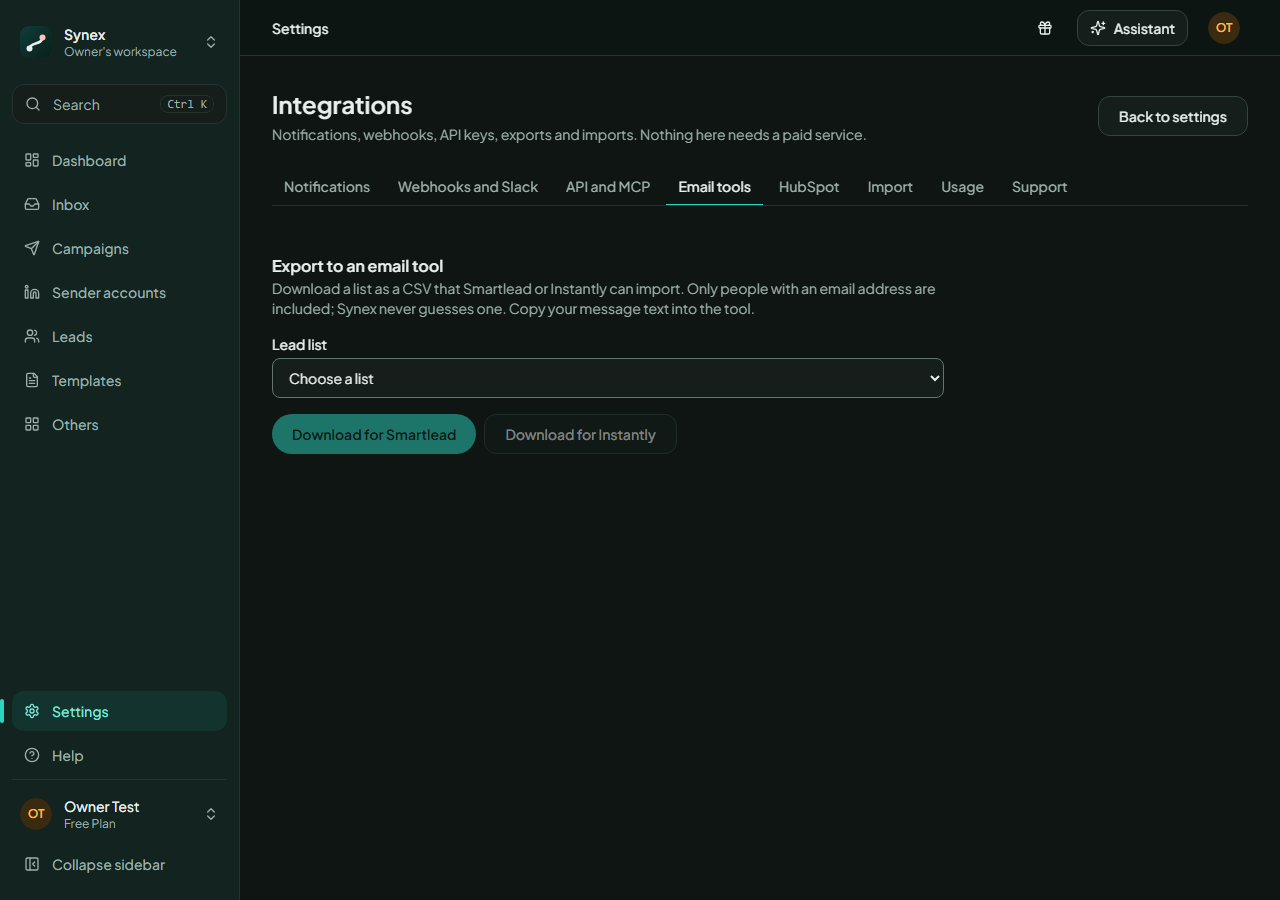 Synex
Owner's workspace
Search
Ctrl K
Dashboard
Inbox
Campaigns
Sender accounts
Leads
Templates
Others
Settings
Help
OT
Owner Test
Free Plan
Collapse sidebar
Settings
Assistant
OT
Integrations
Notifications, webhooks, API keys, exports and imports. Nothing here needs a paid service.
Back to settings
Notifications
Webhooks and Slack
API and MCP
Email tools
HubSpot
Import
Usage
Support
Export to an email tool
Download a list as a CSV that Smartlead or Instantly can import. Only people with an email address are
included; Synex never guesses one. Copy your message text into the tool.
Lead list
Choose a list
Download for Smartlead
Download for Instantly